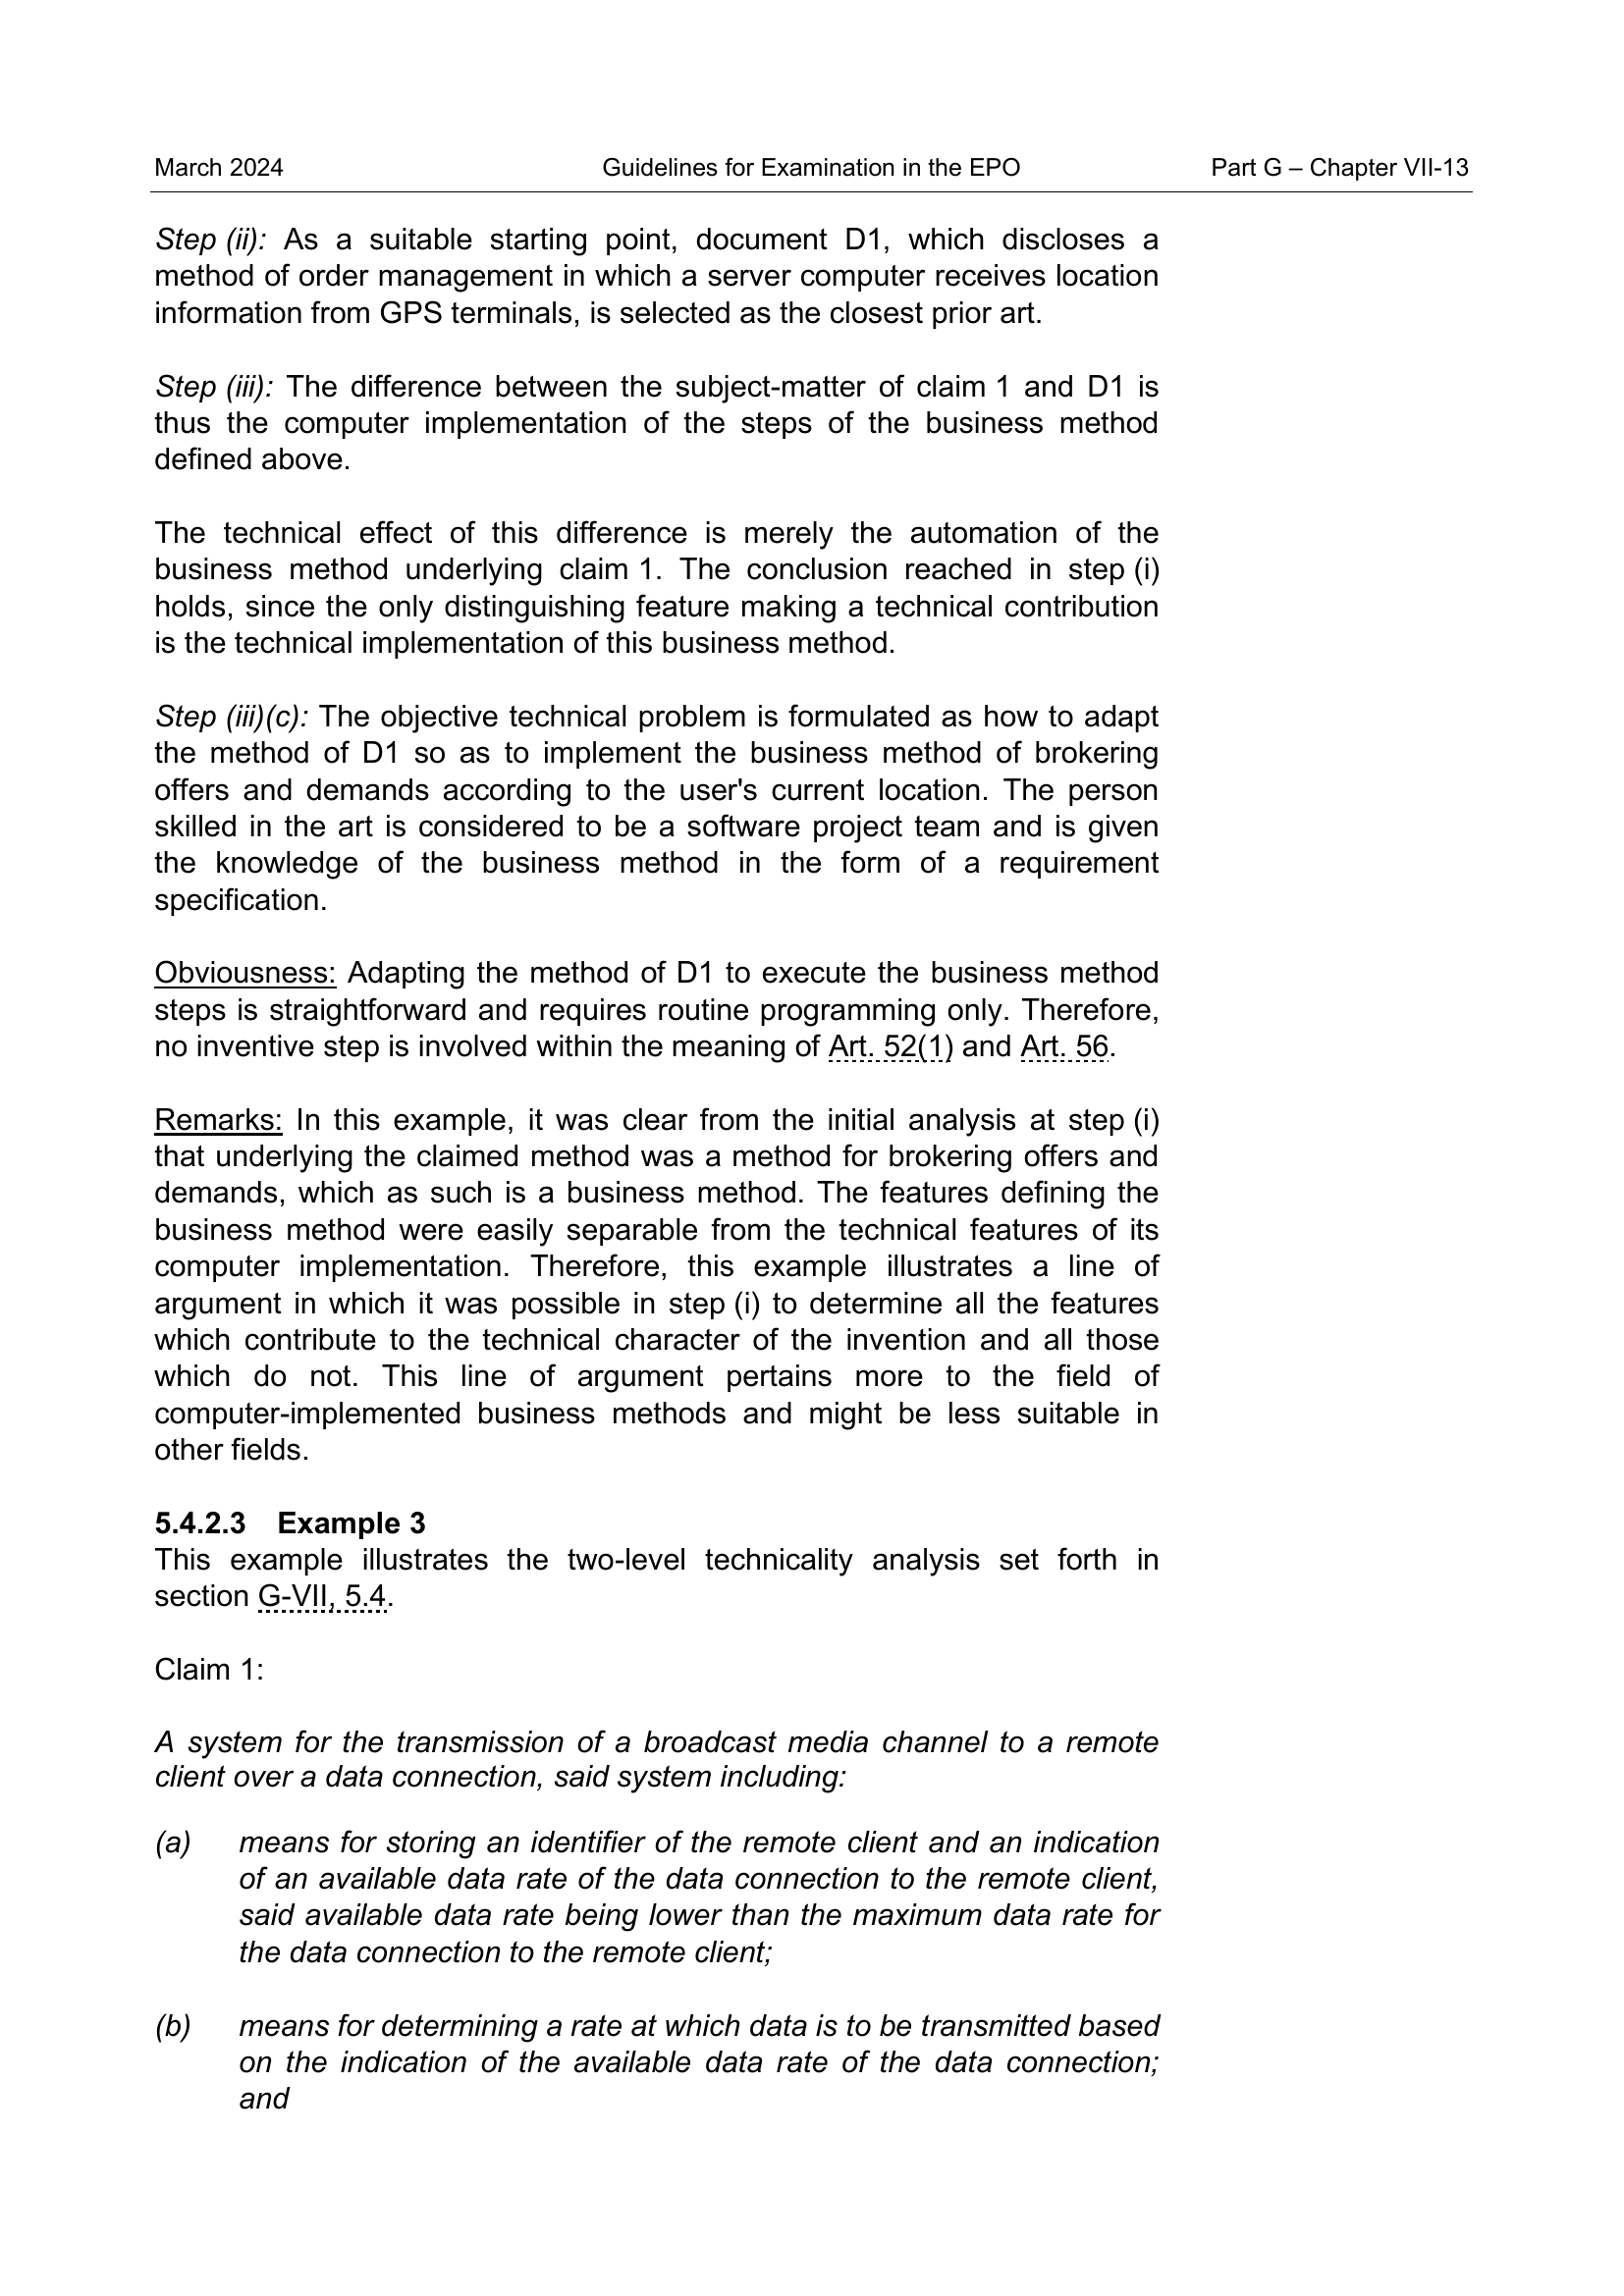 March 2024 Guidelines for Examination in the EPO Part G – Chapter VII-13
Step (ii): As a suitable starting point, document D1, which discloses a
method of order management in which a server computer receives location
information from GPS terminals, is selected as the closest prior art.
Step (iii): The difference between the subject-matter of claim 1 and D1 is
thus the computer implementation of the steps of the business method
defined above.
The technical effect of this difference is merely the automation of the
business method underlying claim 1. The conclusion reached in step (i)
holds, since the only distinguishing feature making a technical contribution
is the technical implementation of this business method.
Step (iii)(c): The objective technical problem is formulated as how to adapt
the method of D1 so as to implement the business method of brokering
offers and demands according to the user's current location. The person
skilled in the art is considered to be a software project team and is given
the knowledge of the business method in the form of a requirement
specification.
Obviousness: Adapting the method of D1 to execute the business method
steps is straightforward and requires routine programming only. Therefore,
no inventive step is involved within the meaning of Art. 52(1) and Art. 56.
Remarks: In this example, it was clear from the initial analysis at step (i)
that underlying the claimed method was a method for brokering offers and
demands, which as such is a business method. The features defining the
business method were easily separable from the technical features of its
computer implementation. Therefore, this example illustrates a line of
argument in which it was possible in step (i) to determine all the features
which contribute to the technical character of the invention and all those
which do not. This line of argument pertains more to the field of
computer-implemented business methods and might be less suitable in
other fields.
5.4.2.3 Example 3
This example illustrates the two-level technicality analysis set forth in
section G-VII, 5.4.
Claim 1:
A system for the transmission of a broadcast media channel to a remote
client over a data connection, said system including:
(a) means for storing an identifier of the remote client and an indication
of an available data rate of the data connection to the remote client,
said available data rate being lower than the maximum data rate for
the data connection to the remote client;
(b) means for determining a rate at which data is to be transmitted based
on the indication of the available data rate of the data connection;
and